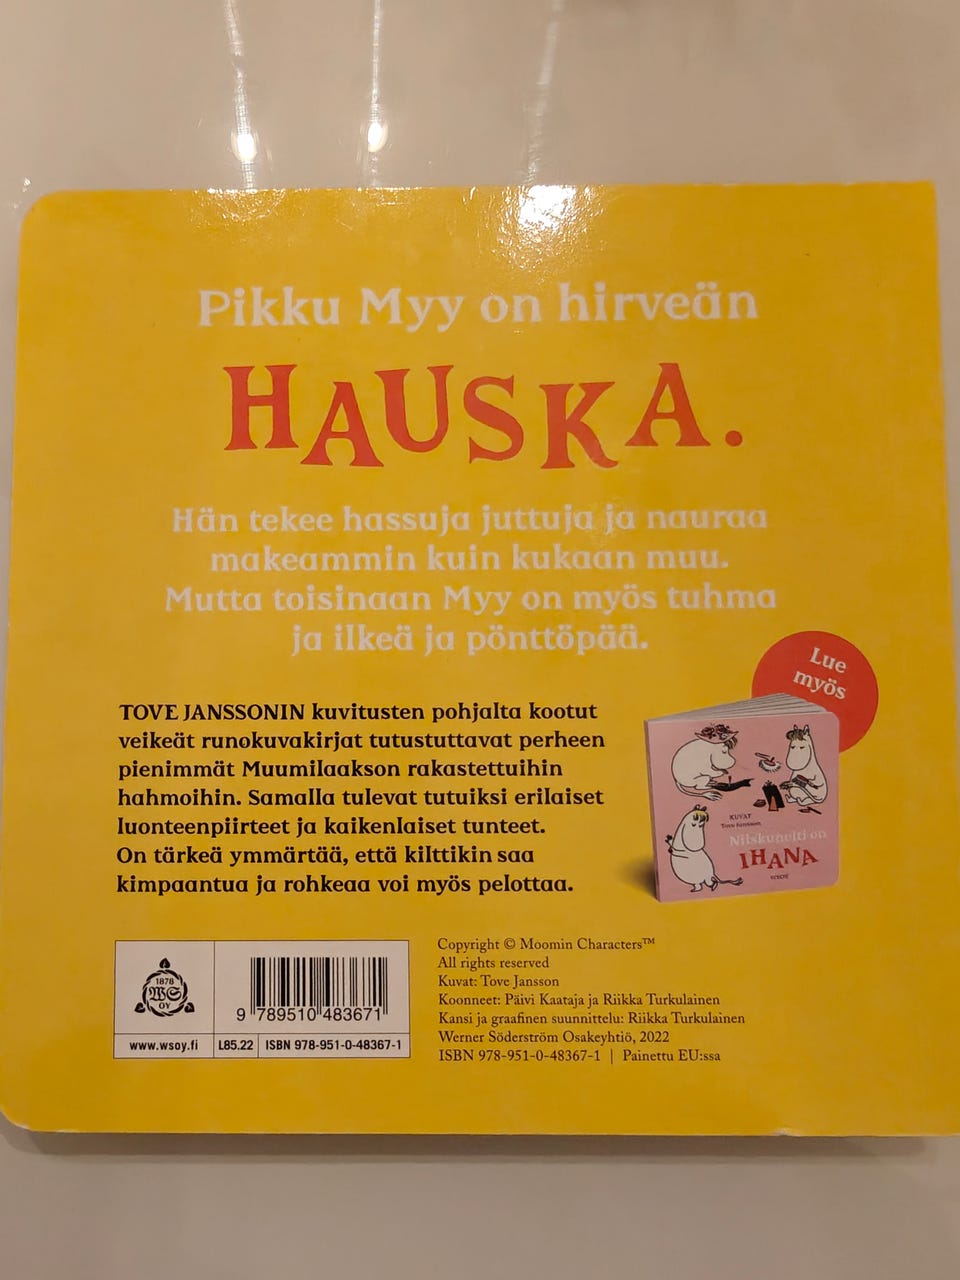 Pikku Myy on hirveän
HAUSKA.
Hän tekee hassuja juttuja ja nauraa
makeammin kuin kukaan muu.
Mutta toisinaan Myy on myös tuhma
ja ilkeä ja pönttöpää.
Lue
myös
TOVE JANSSONIN kuvitusten pohjalta kootut
veikeät runokuvakirjat tutustuttavat perheen
pienimmät Muumilaakson rakastettuihin
hahmoihin. Samalla tulevat tutuiksi erilaiset
luonteenpiirteet ja kaikenlaiset tunteet.
On tärkeä ymmärtää, että kilttikin saa
kimpaantua ja rohkeaa voi myös pelottaa.
KUVAT
Tove Jansson
Niiskuneiti on
IHANA
WSOY
1878
WS
OY
9 789510 483671
www.wsoy.fi
L85.22
ISBN 978-951-0-48367-1
Copyright © Moomin Characters™
All rights reserved
Kuvat: Tove Jansson
Koonneet: Päivi Kaataja ja Riikka Turkulainen
Kansi ja graafinen suunnittelu: Riikka Turkulainen
Werner Söderström Osakeyhtiö, 2022
ISBN 978-951-0-48367-1 | Painettu EU:ssa